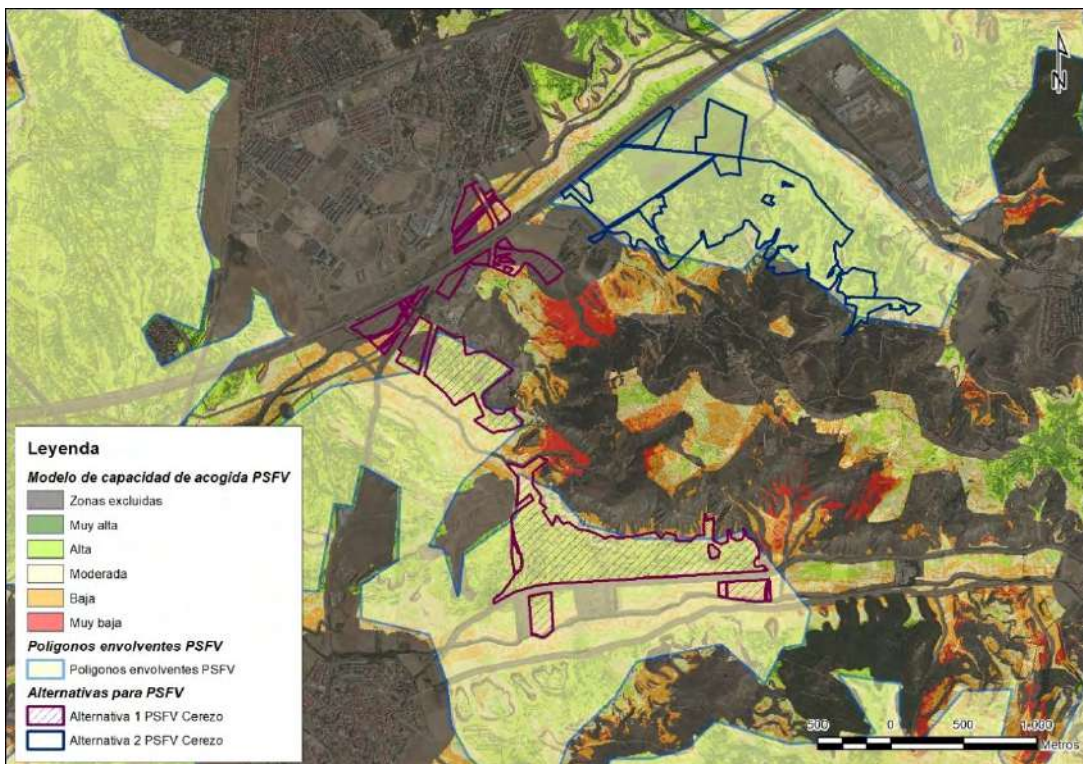 N
Leyenda
Modelo de capacidad de acogida PSFV
Zonas excluidas
Muy alta
Alta
Moderada
Baja
Muy baja
Polígonos envolventes PSFV
Polígonos envolventes PSFV
Alternativas para PSFV
Alternativa 1 PSFV Cerezo
Alternativa 2 PSFV Cerezo
500 0 500 1.000
Metros